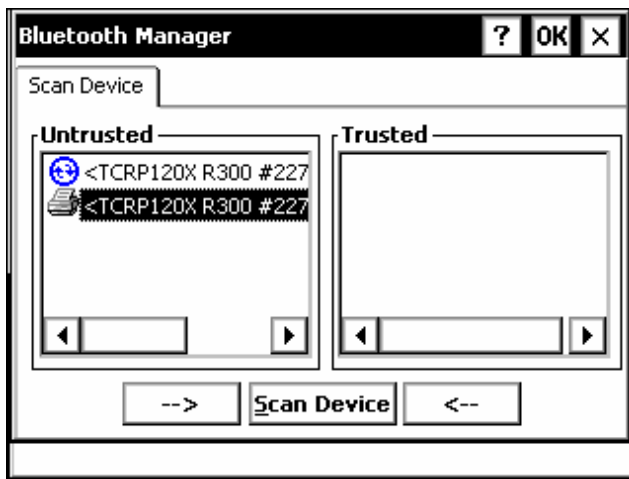 Bluetooth Manager ? OK ×
Scan Device
Untrusted
<TCRP120X R300 #227
<TCRP120X R300 #227
Trusted
--> Scan Device <--